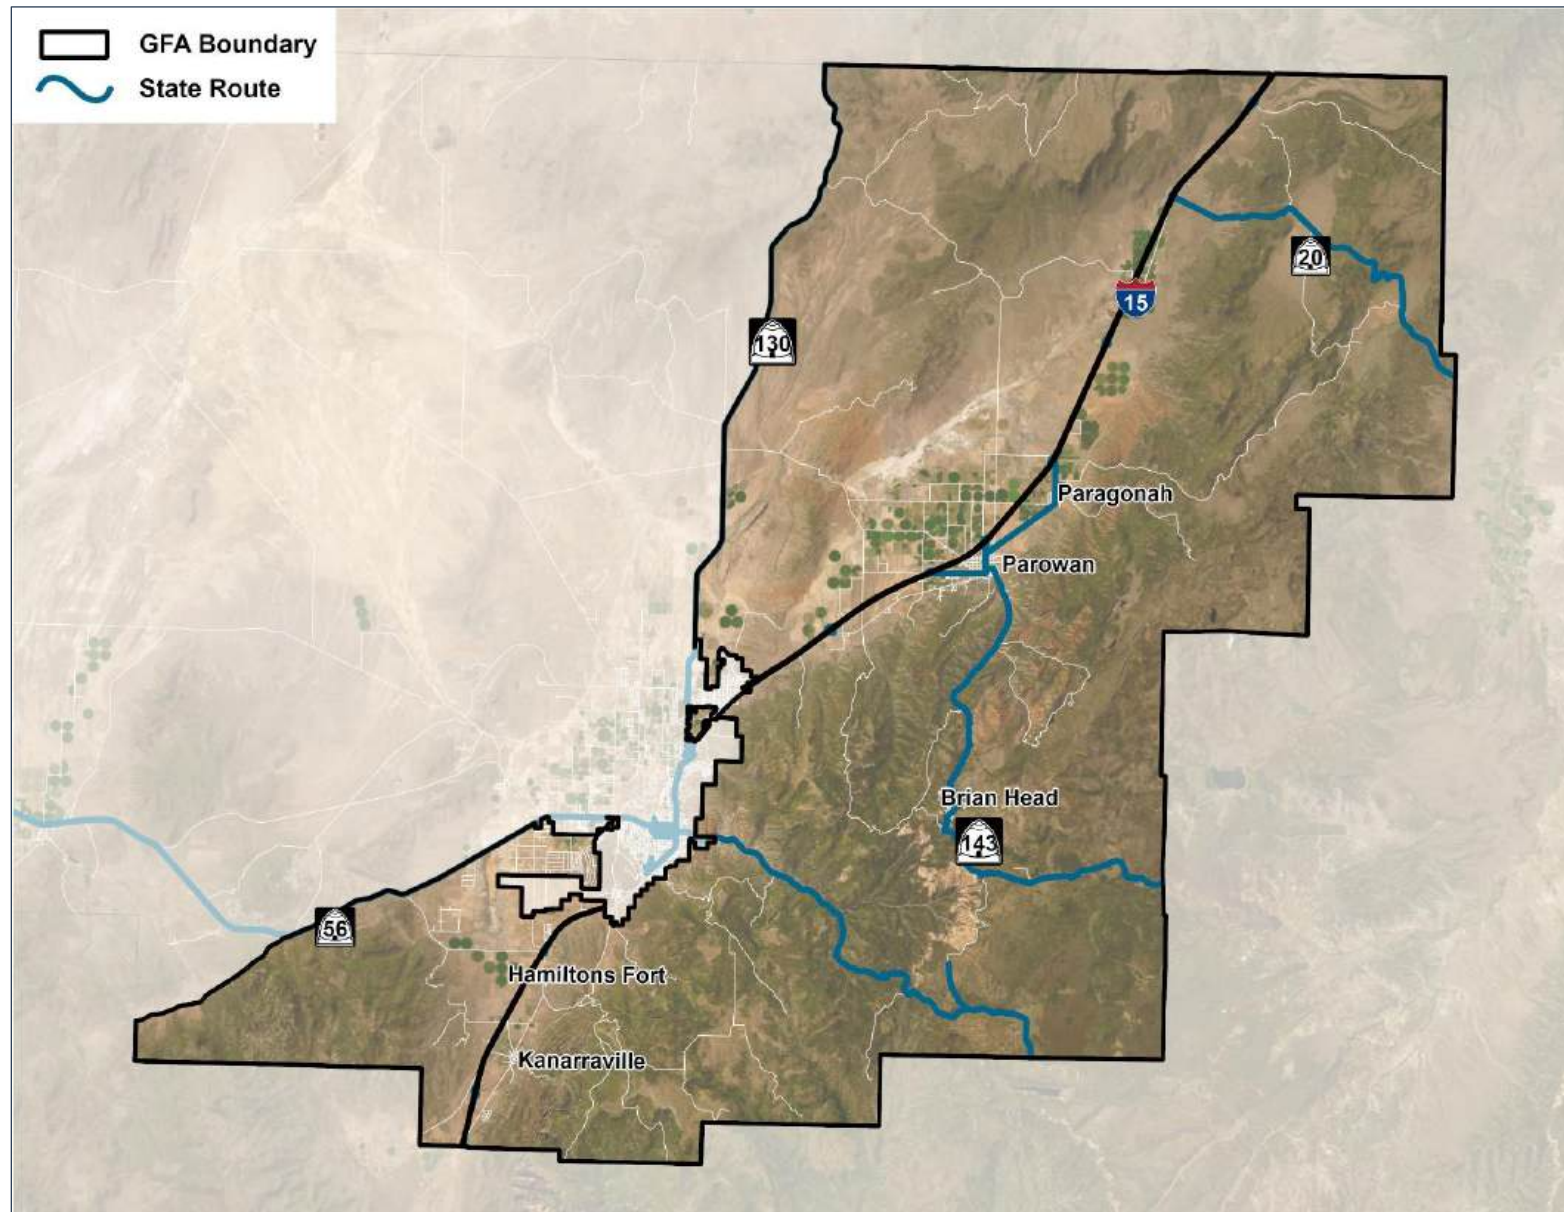 GFA Boundary
State Route
20
15
130
Paragonah
Parowan
Brian Head
143
56
Hamiltons Fort
Kanarraville